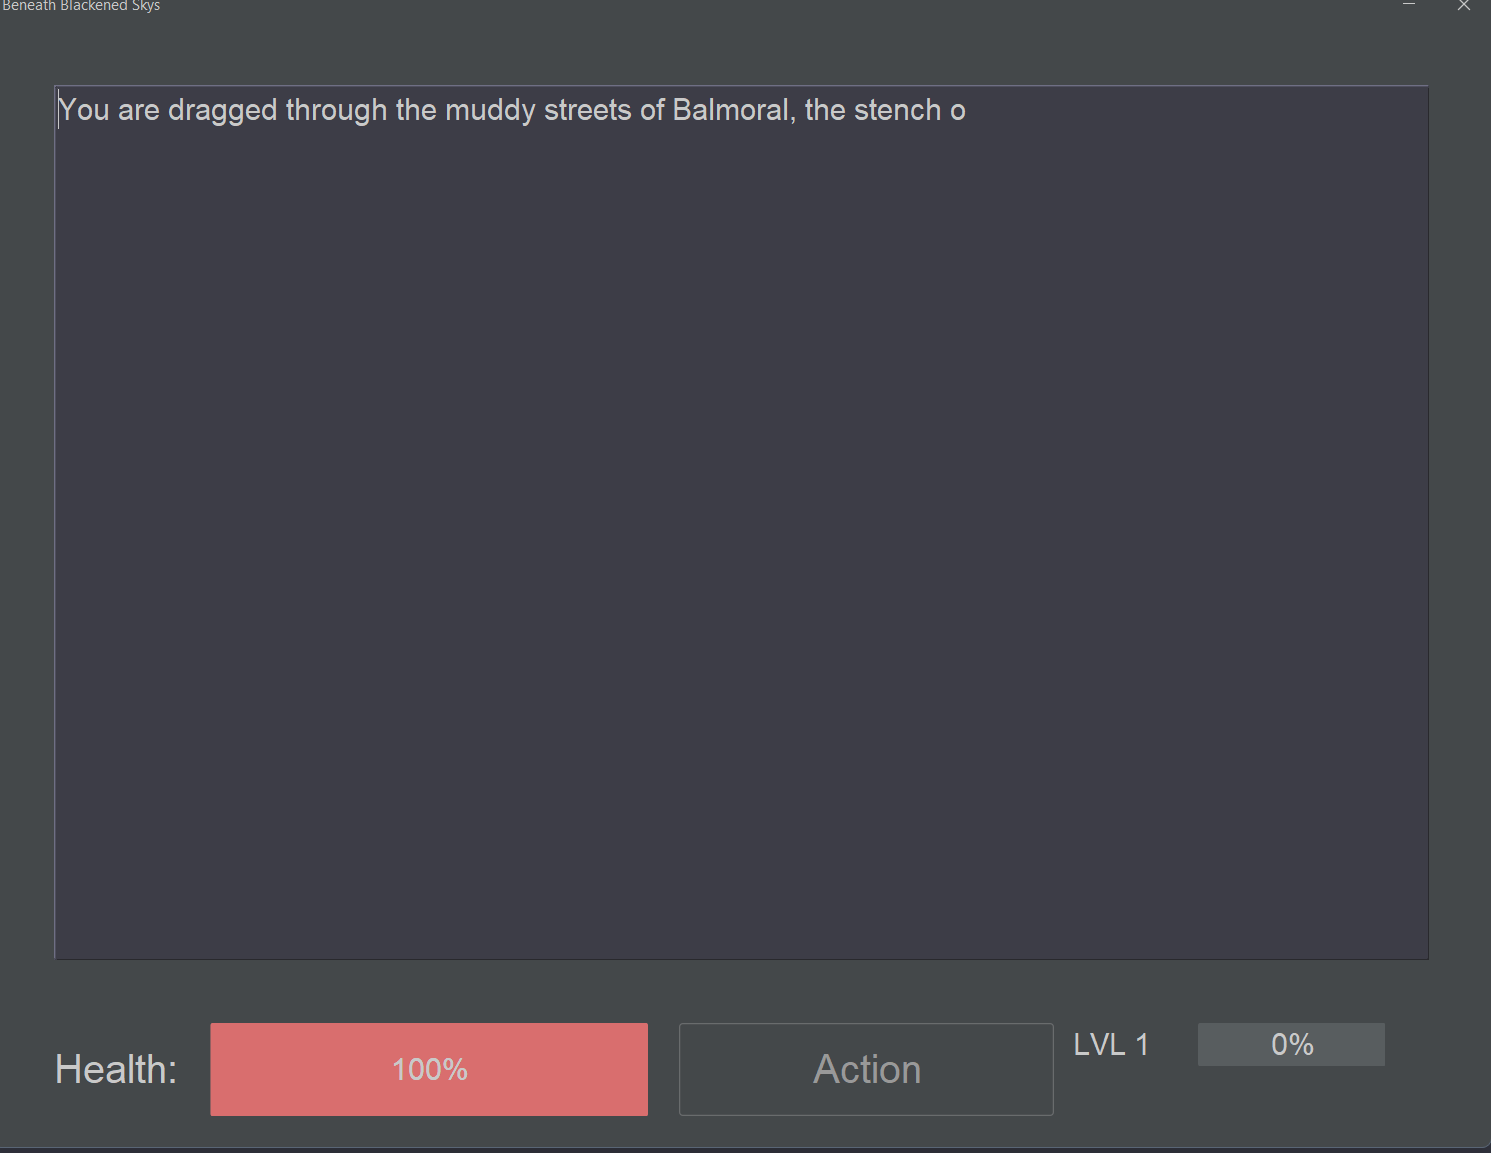 Beneath Blackened Skys
You are dragged through the muddy streets of Balmoral, the stench o
Health:
100%
Action
LVL 1
0%